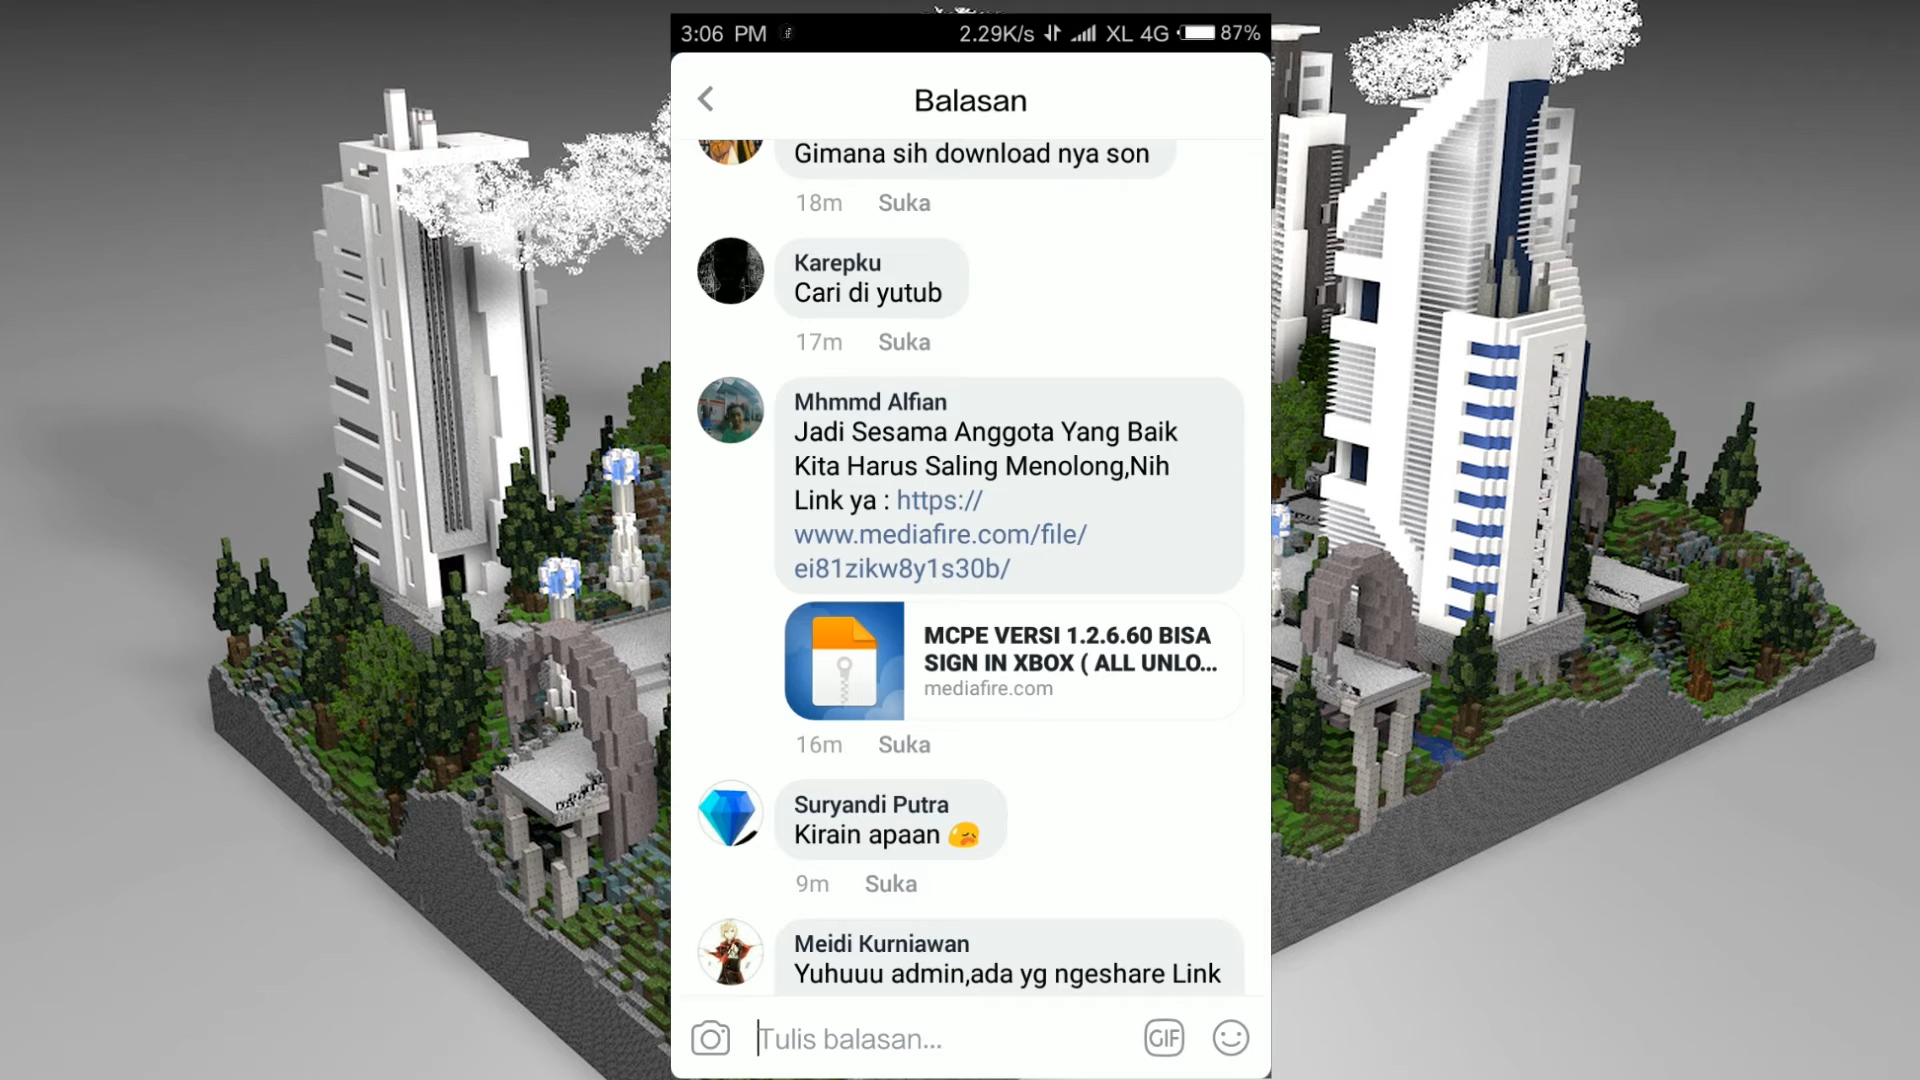 3:06 PM 2.29K/s XL 4G 87%
Balasan
Gimana sih download nya son
18m Suka
Karepku
Cari di yutub
17m Suka
Mhmmd Alfian
Jadi Sesama Anggota Yang Baik
Kita Harus Saling Menolong,Nih
Link ya : https://
www.mediafire.com/file/
ei81zikw8y1s30b/
MCPE VERSI 1.2.6.60 BISA
SIGN IN XBOX ( ALL UNLO...
mediafire.com
16m Suka
Suryandi Putra
Kirain apaan 😥
9m Suka
Meidi Kurniawan
Yuhuuu admin,ada yg ngeshare Link
Tulis balasan...
GIF